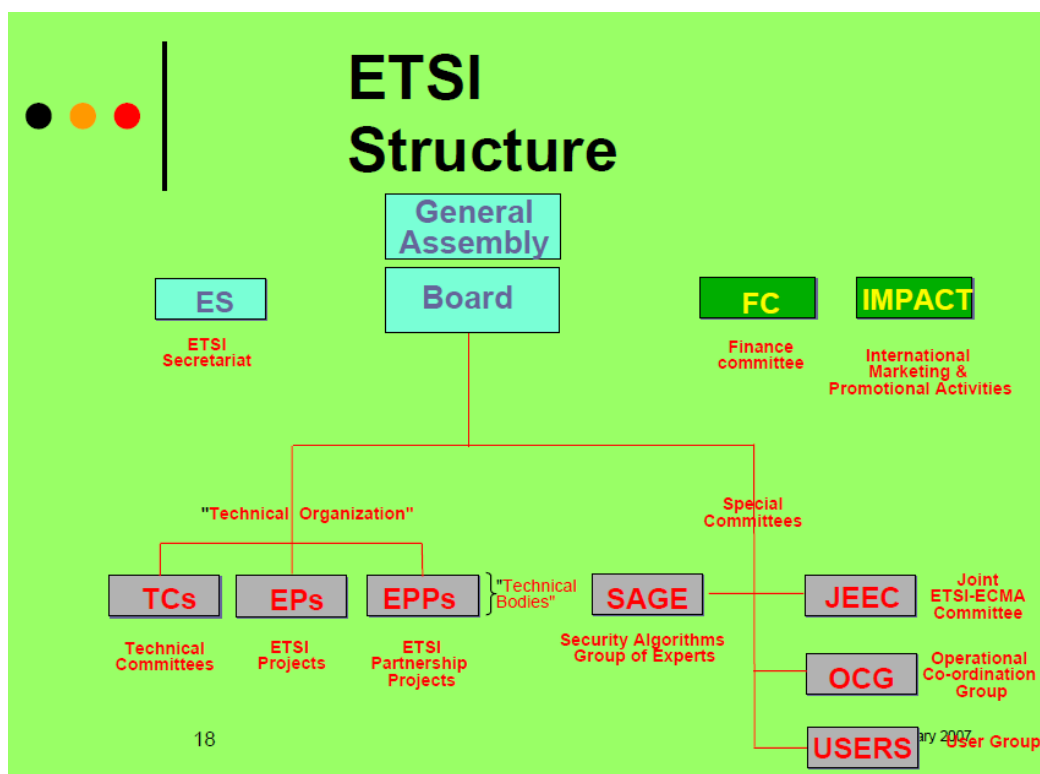 ETSI
Structure
General
Assembly
Board
ES
ETSI
Secretariat
FC
Finance
committee
IMPACT
International
Marketing &
Promotional Activities
"Technical Organization"
Special
Committees
TCs
Technical
Committees
EPs
ETSI
Projects
EPPs
ETSI
Partnership
Projects
"Technical
Bodies"
SAGE
Security Algorithms
Group of Experts
JEEC
Joint
ETSI-ECMA
Committee
OCG
Operational
Co-ordination
Group
USERS
User Group
18
2007